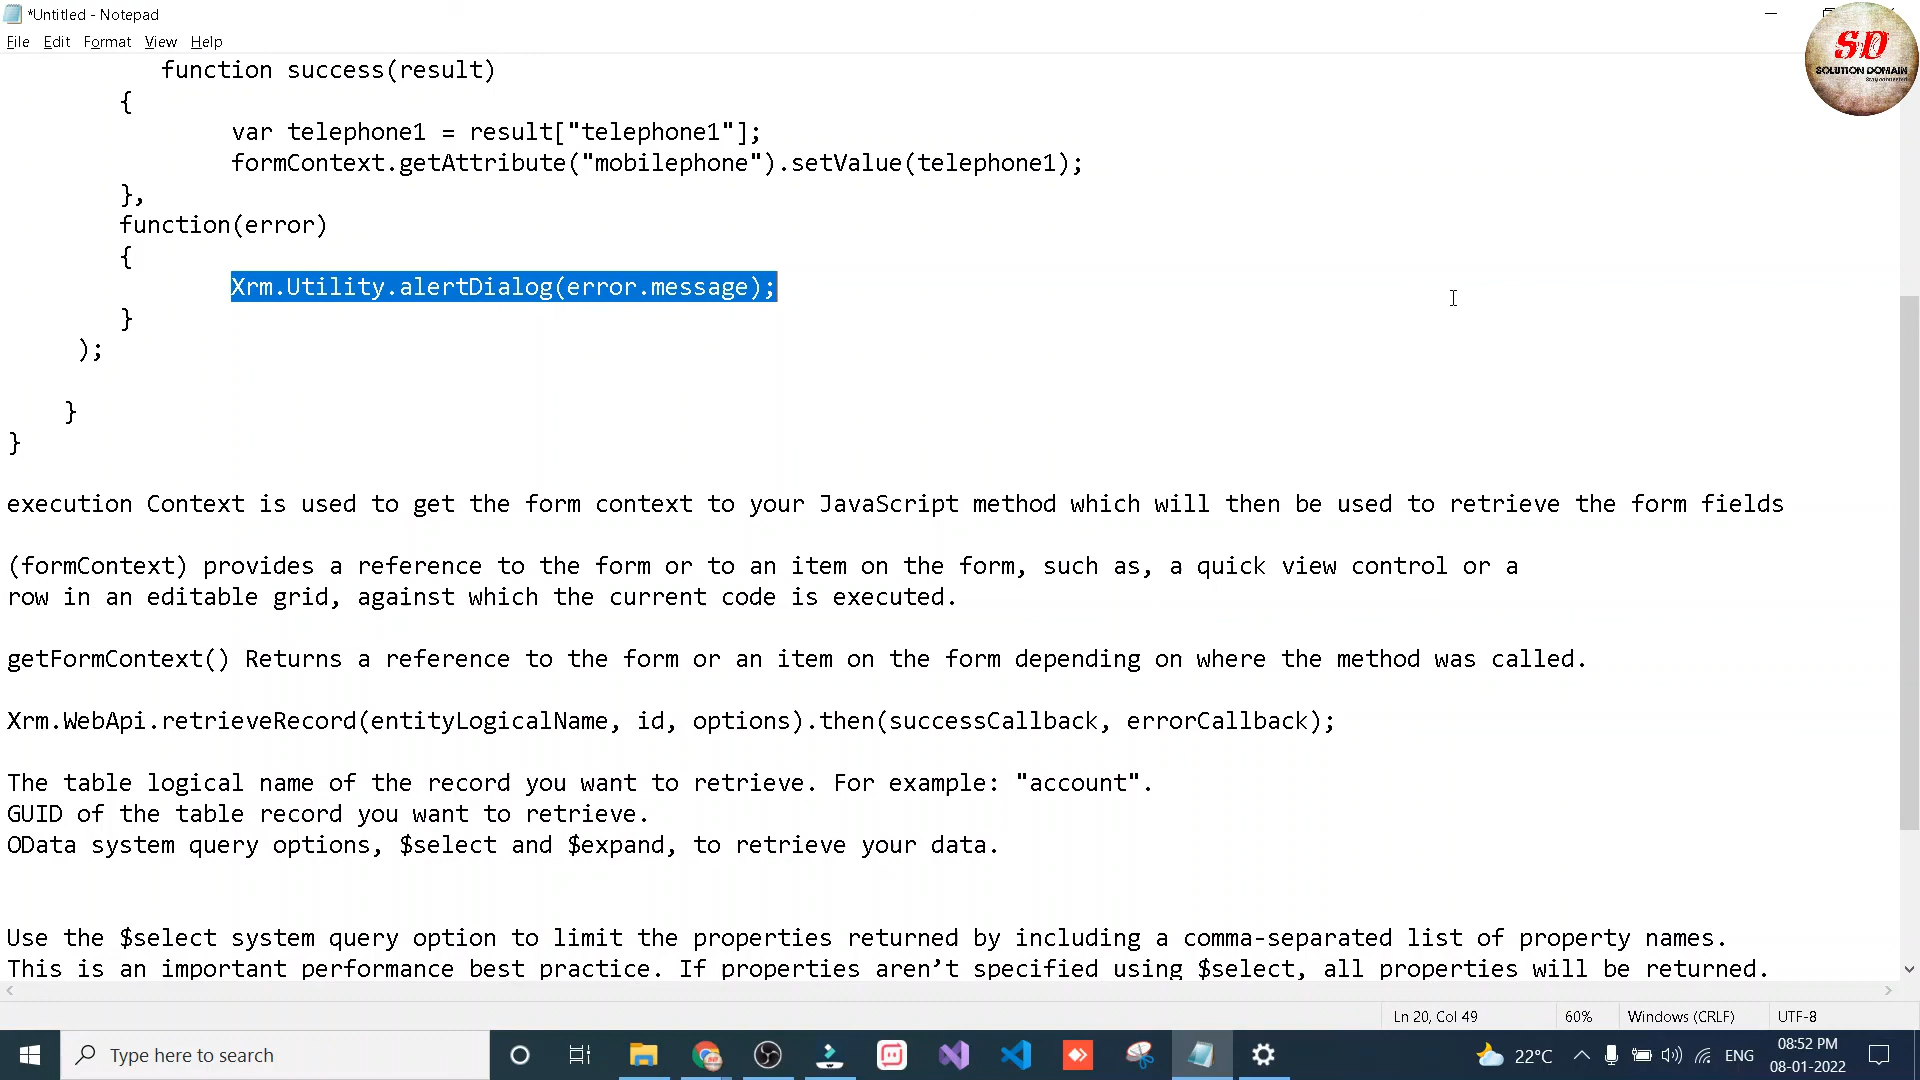 *Untitled - Notepad
File Edit Format View Help
SD
SOLUTION DOMAIN
function success(result)
{
var telephone1 = result["telephone1"];
formContext.getAttribute("mobilephone").setValue(telephone1);
},
function(error)
{
Xrm.Utility.alertDialog(error.message);
}
);
}
}
execution Context is used to get the form context to your JavaScript method which will then be used to retrieve the form fields
(formContext) provides a reference to the form or to an item on the form, such as, a quick view control or a
row in an editable grid, against which the current code is executed.
getFormContext() Returns a reference to the form or an item on the form depending on where the method was called.
Xrm.WebApi.retrieveRecord(entityLogicalName, id, options).then(successCallback, errorCallback);
The table logical name of the record you want to retrieve. For example: "account".
GUID of the table record you want to retrieve.
OData system query options, $select and $expand, to retrieve your data.
Use the $select system query option to limit the properties returned by including a comma-separated list of property names.
This is an important performance best practice. If properties aren’t specified using $select, all properties will be returned.
Ln 20, Col 49 60% Windows (CRLF) UTF-8
Type here to search
22°C ENG 08:52 PM
08-01-2022